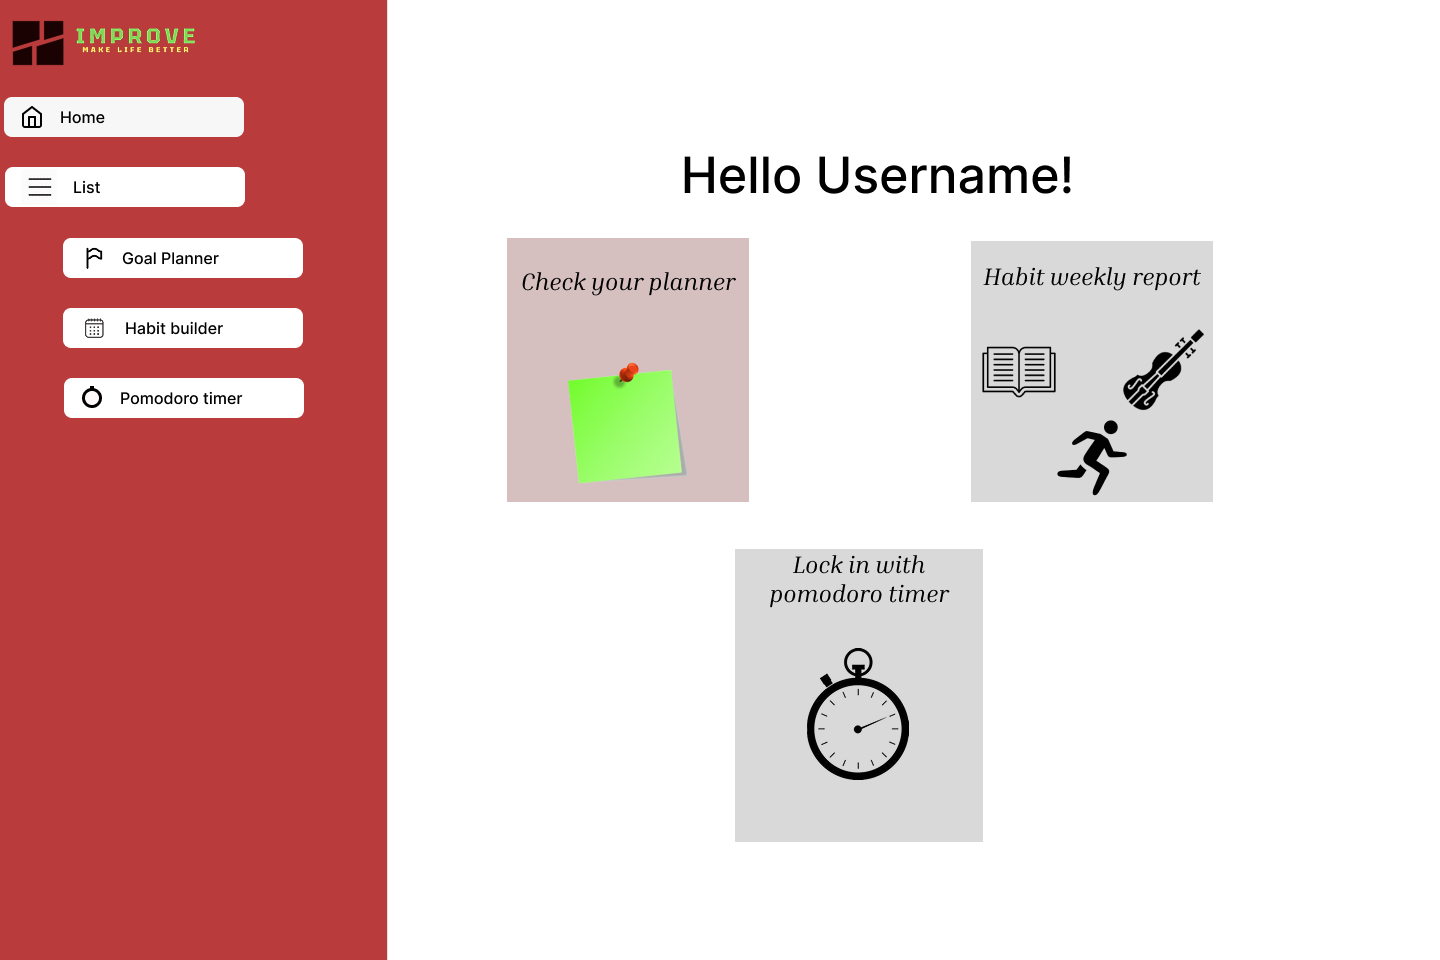 IMPROVE
MAKE LIFE BETTER
Home
List
Goal Planner
Habit builder
Pomodoro timer
Hello Username!
Check your planner
Habit weekly report
Lock in with
pomodoro timer